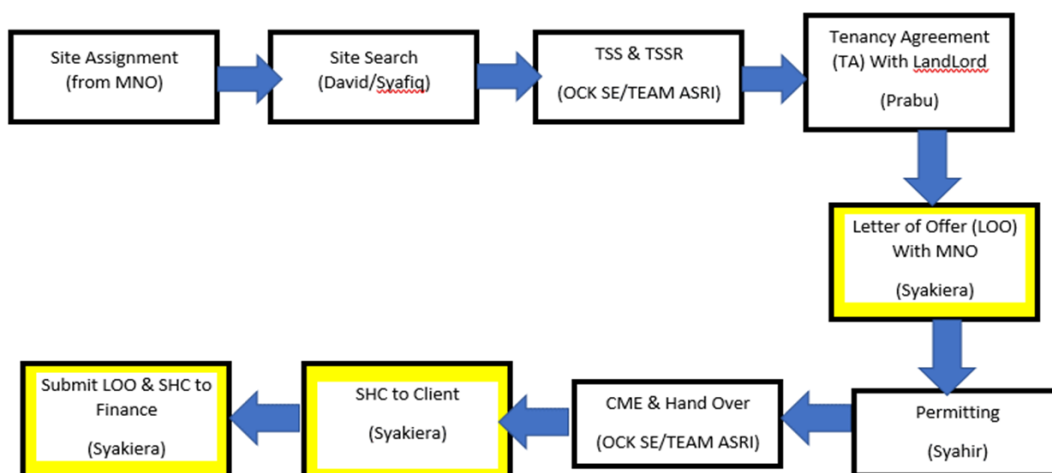 Site Assignment
(from MNO)
Site Search
(David/Syafiq)
TSS & TSSR
(OCK SE/TEAM ASRI)
Tenancy Agreement
(TA) With LandLord
(Prabu)
Letter of Offer (LOO)
With MNO
(Syakiera)
Permitting
(Syahir)
CME & Hand Over
(OCK SE/TEAM ASRI)
SHC to Client
(Syakiera)
Submit LOO & SHC to
Finance
(Syakiera)